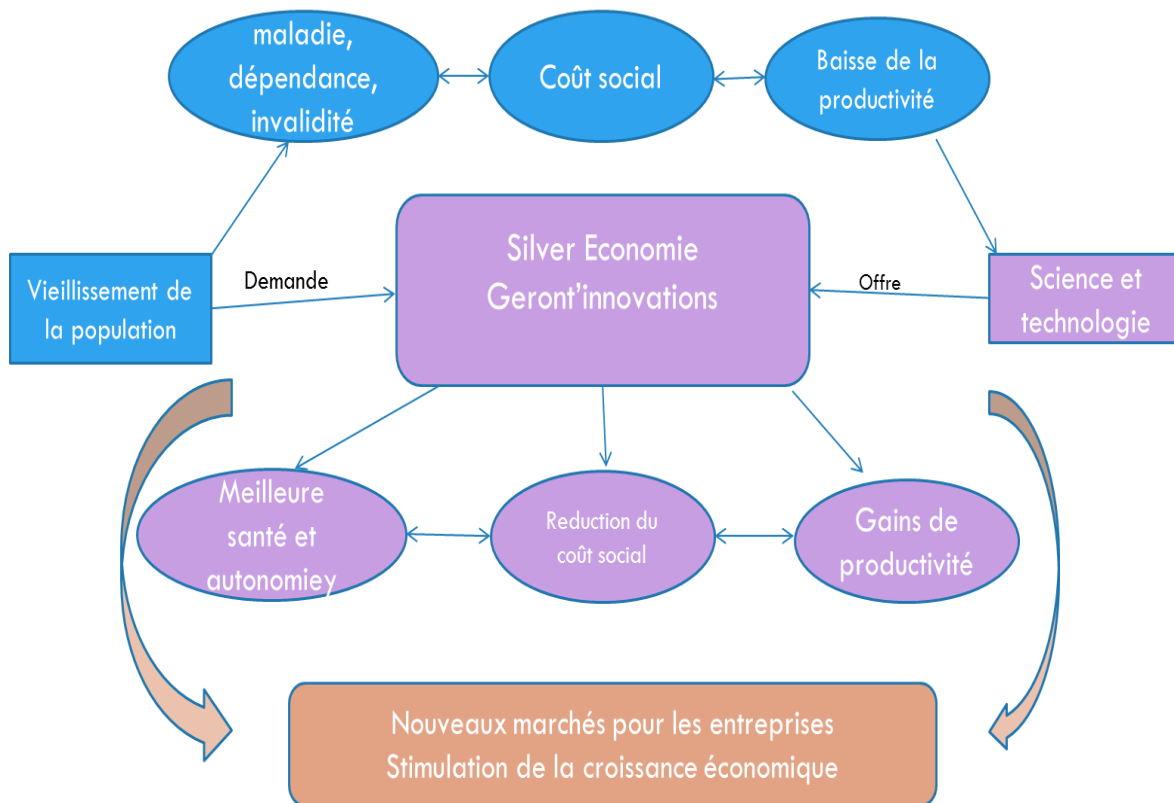 maladie,
dépendance,
invalidité
Coût social
Baisse de la
productivité
Silver Economie
Geront'innovations
Vieillissement de
la population
Demande
Offre
Science et
technologie
Meilleure
santé et
autonomiey
Reduction du
coût social
Gains de
productivité
Nouveaux marchés pour les entreprises
Stimulation de la croissance économique